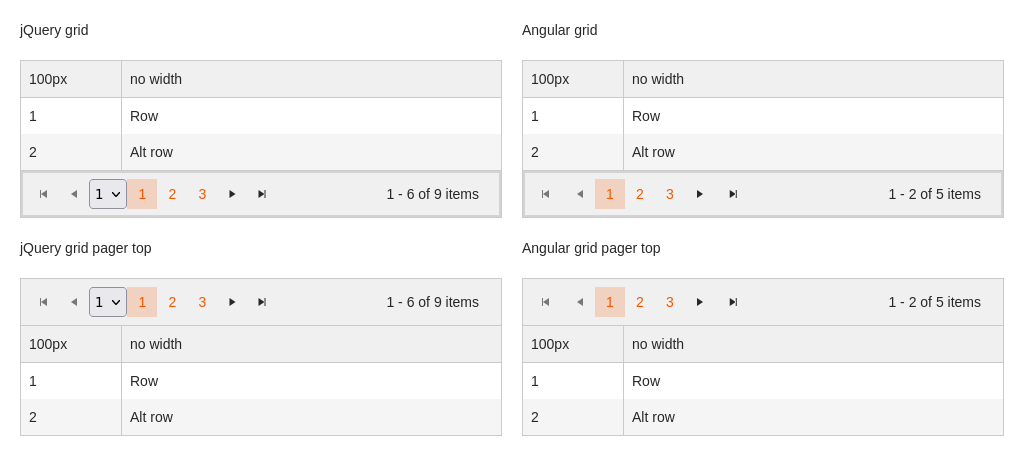 jQuery grid
100px no width
1 Row
2 Alt row
1 1 2 3 1 - 6 of 9 items
Angular grid
100px no width
1 Row
2 Alt row
1 2 3 1 - 2 of 5 items
jQuery grid pager top
1 1 2 3 1 - 6 of 9 items
100px no width
1 Row
2 Alt row
Angular grid pager top
1 2 3 1 - 2 of 5 items
100px no width
1 Row
2 Alt row